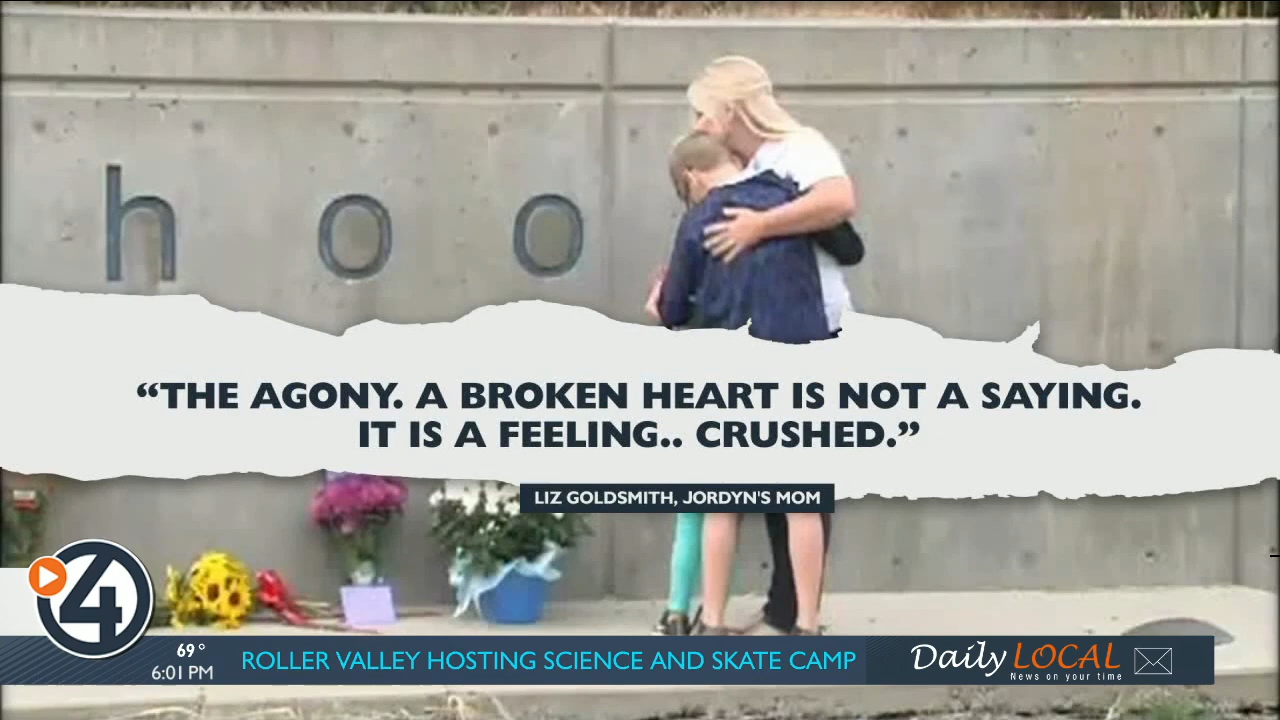 h o o
“THE AGONY. A BROKEN HEART IS NOT A SAYING.
IT IS A FEELING.. CRUSHED.”
LIZ GOLDSMITH, JORDYN'S MOM
4
69°
6:01 PM
ROLLER VALLEY HOSTING SCIENCE AND SKATE CAMP
Daily LOCAL
News on your time